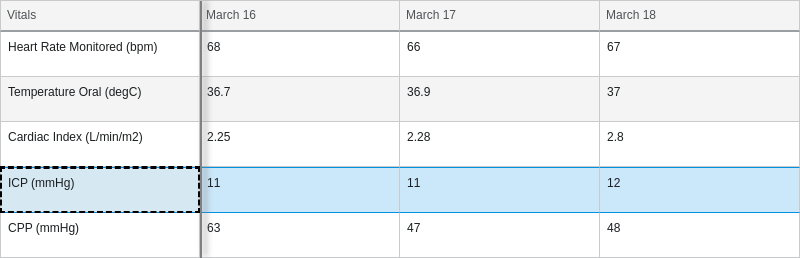 Vitals March 16 March 17 March 18
Heart Rate Monitored (bpm) 68 66 67
Temperature Oral (degC) 36.7 36.9 37
Cardiac Index (L/min/m2) 2.25 2.28 2.8
ICP (mmHg) 11 11 12
CPP (mmHg) 63 47 48